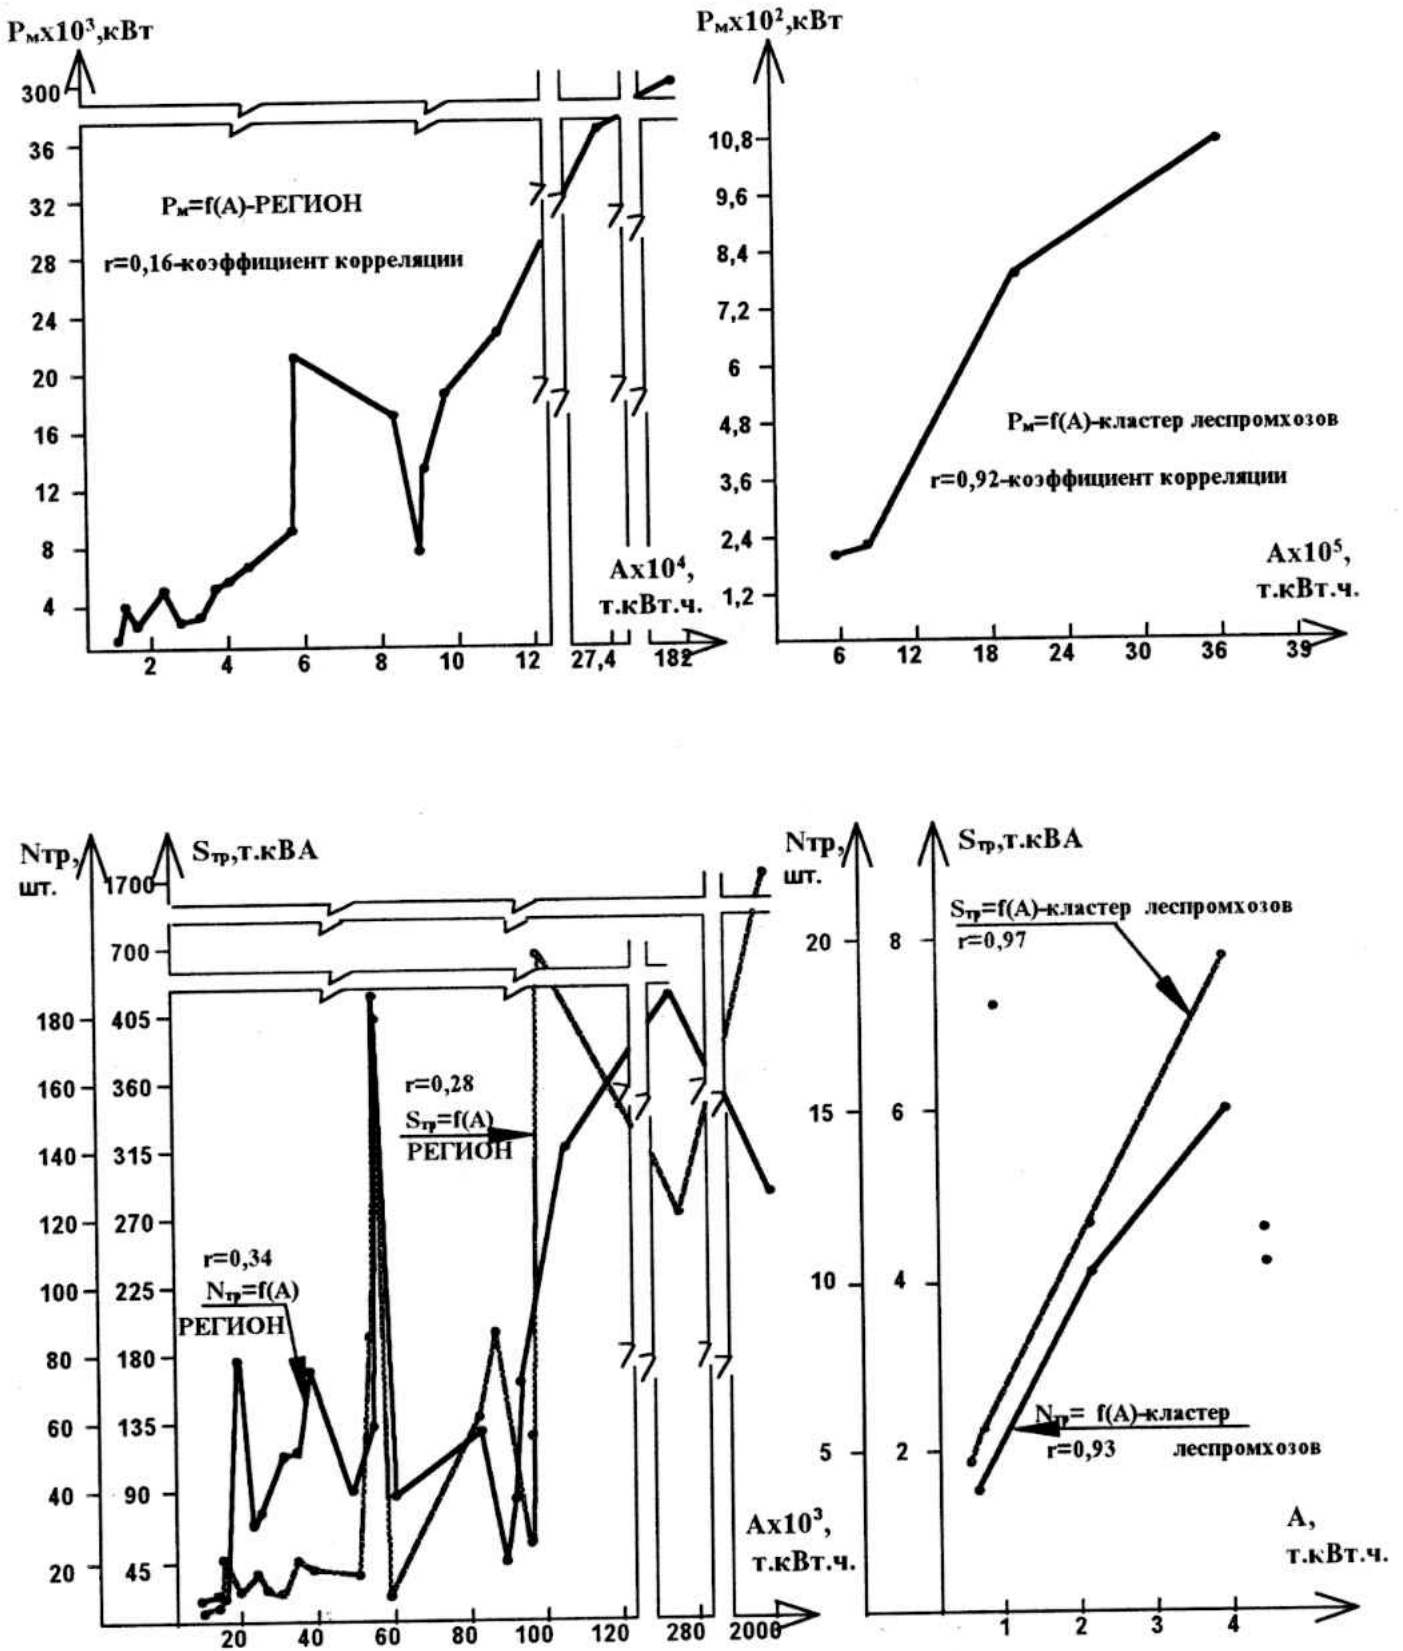 Pмx10³,кВт
300
36
32
28
24
20
16
12
8
4
Pм=f(A)-РЕГИОН
r=0,16-коэффициент корреляции
Ax10⁴,
т.кВт.ч.
2 4 6 8 10 12 27,4 182
Pмx10²,кВт
10,8
9,6
8,4
7,2
6
4,8
3,6
2,4
1,2
Pм=f(A)-кластер леспромхозов
r=0,92-коэффициент корреляции
Ax10⁵,
т.кВт.ч.
6 12 18 24 30 36 39
Nтр,
шт.
180
160
140
120
100
80
60
40
20
Sтр,т.кВА
1700
700
405
360
315
270
225
180
135
90
45
r=0,28
Sтр=f(A)
РЕГИОН
r=0,34
Nтр=f(A)
РЕГИОН
Ax10³,
т.кВт.ч.
20 40 60 80 100 120 280 2000
Nтр,
шт.
20
15
10
5
Sтр,т.кВА
8
6
4
2
Sтр=f(A)-кластер леспромхозов
r=0,97
Nтр= f(A)-кластер
r=0,93 леспромхозов
A,
т.кВт.ч.
1 2 3 4